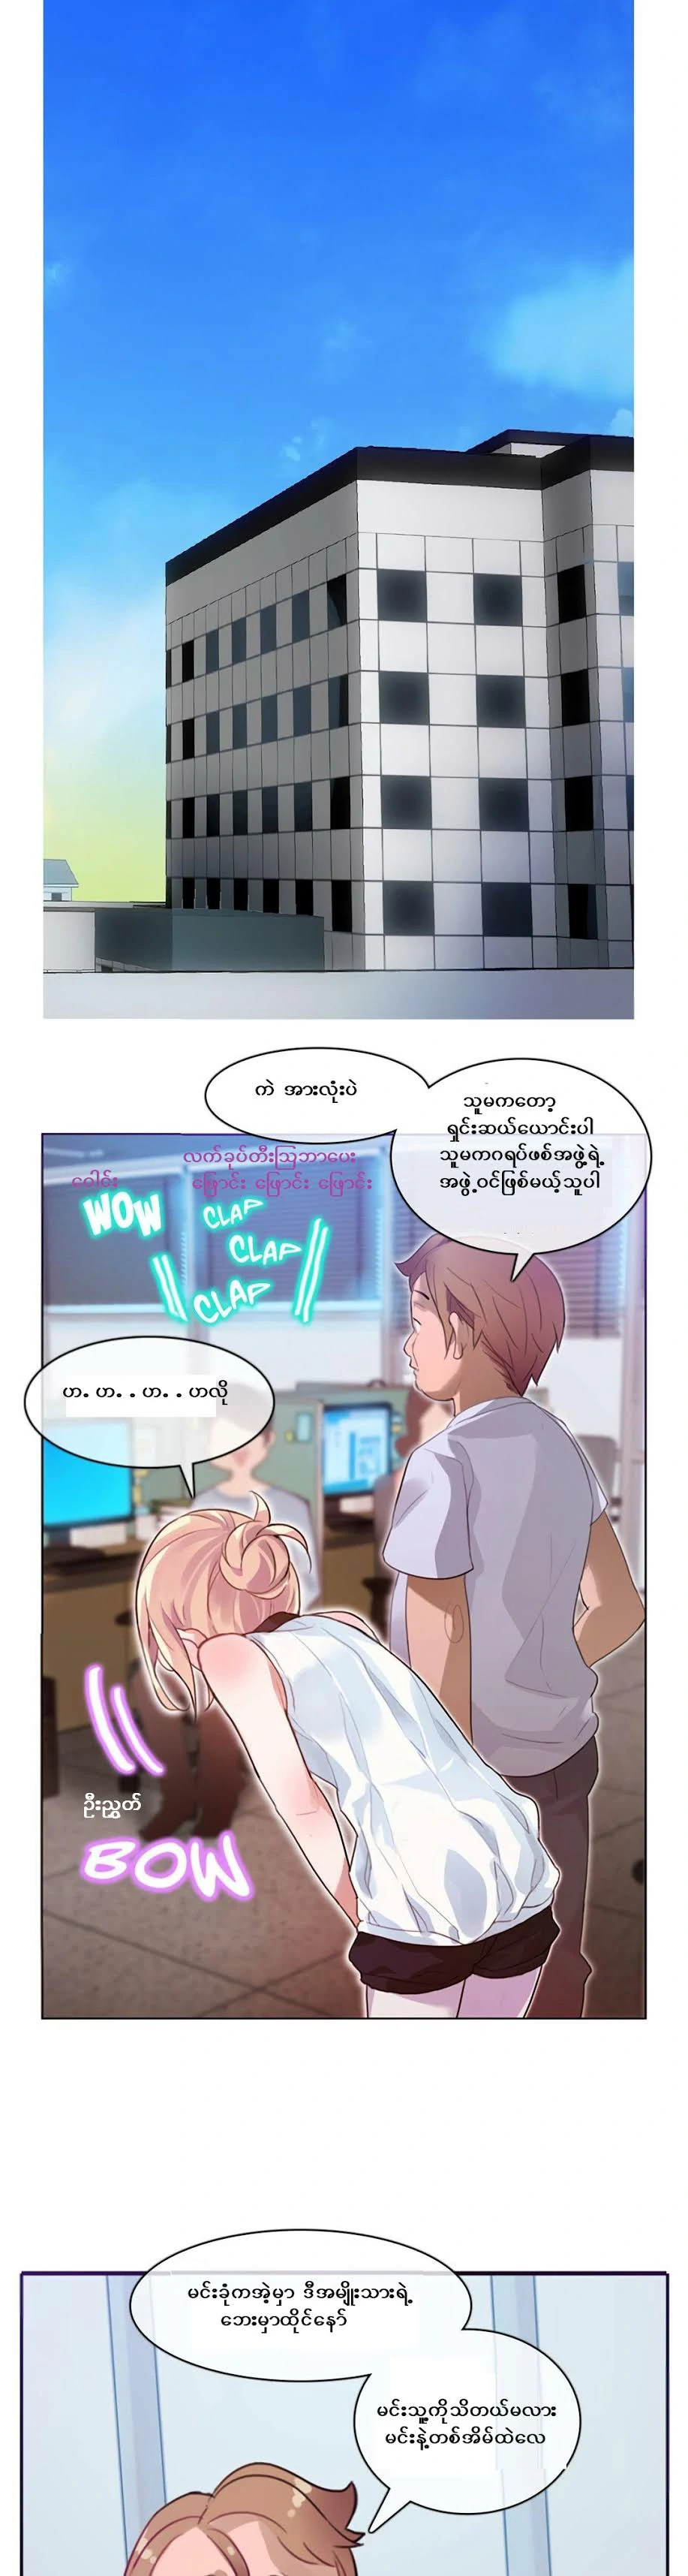 ကဲ အားလုံးပဲ
သူမကတော့
ရှင်းဆယ်ယောင်းပါ
သူမကဂရပ်ဖစ်အဖွဲ့ရဲ့
အဖွဲ့ဝင်ဖြစ်မယ့်သူပါ
ဝေါင်း
WOW
လက်ခုပ်တီးဩဘာပေး
ဖြောင်း ဖြောင်း ဖြောင်း
CLAP
CLAP
CLAP
ဟ. ဟ. . ဟ. . ဟလို
ဦးညွှတ်
BOW
မင်းခုံကအဲ့မှာ ဒီအမျိုးသားရဲ့
ဘေးမှာထိုင်နော်
မင်းသူ့ကိုသိတယ်မလား
မင်းနဲ့တစ်အိမ်ထဲလေ